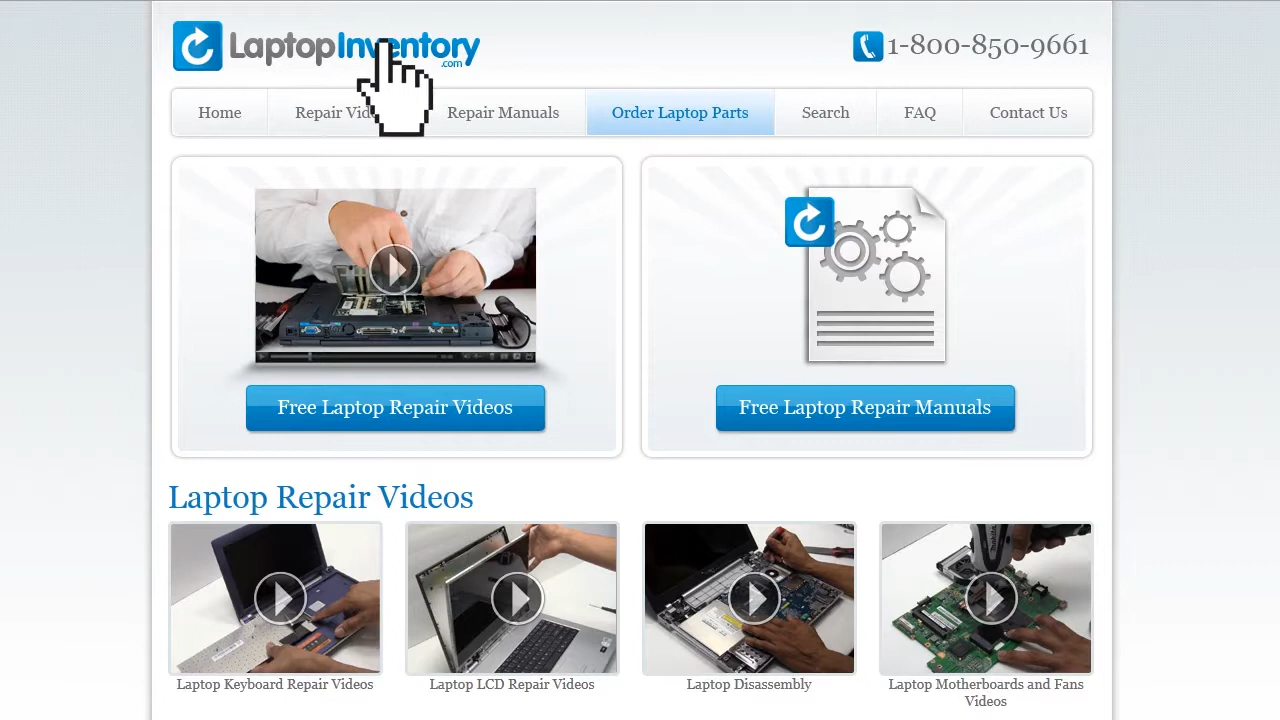 LaptopInventory
.com
1-800-850-9661
Home
Repair Vid
Repair Manuals
Order Laptop Parts
Search
FAQ
Contact Us
Free Laptop Repair Videos
Free Laptop Repair Manuals
Laptop Repair Videos
Laptop Keyboard Repair Videos
Laptop LCD Repair Videos
Laptop Disassembly
Laptop Motherboards and Fans
Videos